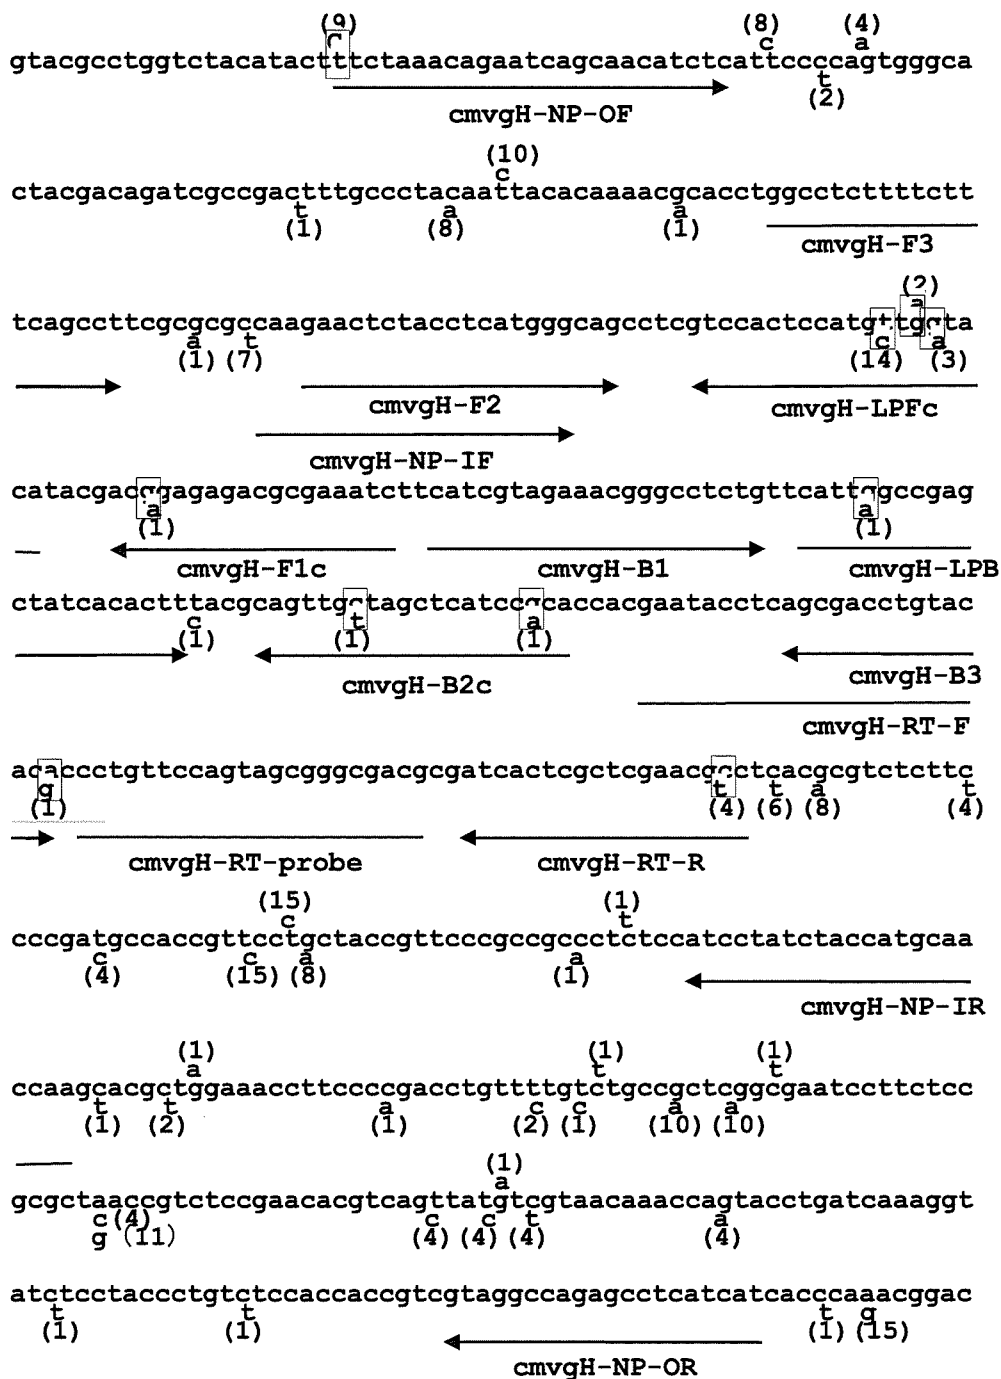 (9)
(8)
(4)
c
c
a
gtacgcctggtctacatactttctaaacagaatcagcaacatctcattccccagtgggca
t
(2)
cmvgH-NP-OF
(10)
c
ctacgacagatcgccgactttgccctacaattacacaaaacgcacctggcctcttttctt
t a a
(1) (8) (1)
cmvgH-F3
(2)
a
tcagccttcgcgcgccaagaactctacctcatgggcagcctcgtccactccatgttgcta
a t c a
(1) (7) (14) (3)
cmvgH-F2 cmvgH-LPFc
cmvgH-NP-IF
catacgaccgagagacgcgaaatcttcatcgtagaaacgggcctctgttcattggccgag
a a
(1) (1)
cmvgH-F1c cmvgH-B1 cmvgH-LPB
ctatcacactttacgcagttgctagctcatccgcaccacgaatacctcagcgacctgtac
c t a
(1) (1) (1)
cmvgH-B2c cmvgH-B3
cmvgH-RT-F
acaccctgttccagtagcgggcgacgcgatcactcgctcgaacgcctcacgcgtctcttc
g t t a t
(1) (4) (6) (8) (4)
cmvgH-RT-probe cmvgH-RT-R
(15) (1)
c t
cccgatgccaccgttcctgctaccgttcccgccgccctctccatcctatctaccatgcaa
c c a a
(4) (15) (8) (1)
cmvgH-NP-IR
(1) (1) (1)
a t t
ccaagcacgctggaaaccttccccgacctgttttgtctgccgctcggcgaatccttctcc
t t a c c a a
(1) (2) (1) (2) (1) (10) (10)
(1)
a
gcgctaaccgtctccgaacacgtcagttatgtcgtaacaaaccagtacctgatcaaaggt
c (4) c c t a
g (11) (4) (4) (4) (4)
atctcctaccctgtctccaccaccgtcgtaggccagagcctcatcatcacccaaacggac
t t t g
(1) (1) (1) (15)
cmvgH-NP-OR